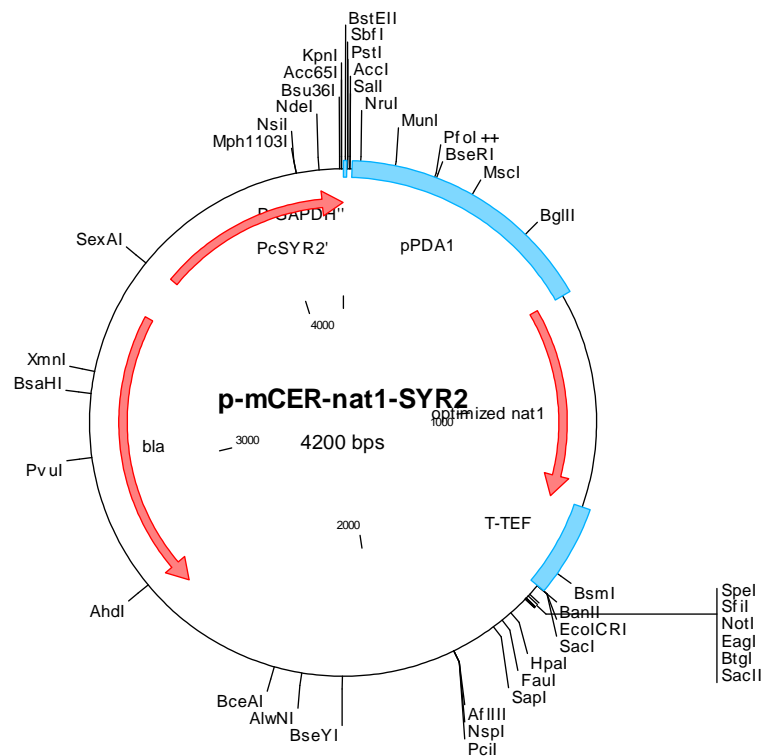 BstEII
SbfI
KpnI
PstI
Acc65I
AccI
Bsu36I
SalI
NdeI
NruI
NsiI
MunI
Mph1103I
PfoI ++
BseRI
MscI
BglII
SexAI
PcSYR2'
pPDA1
4000
XmnI
BsaHI
p-mCER-nat1-SYR2
optimized nat1
1000
bla
3000
4200 bps
PvuI
T-TEF
2000
BsmI
BanII
EcoICRI
SacI
SpeI
SfiI
NotI
EagI
BtgI
SacII
AhdI
HpaI
FauI
SapI
BceAI
AlwNI
BseYI
AflIII
NspI
PciI